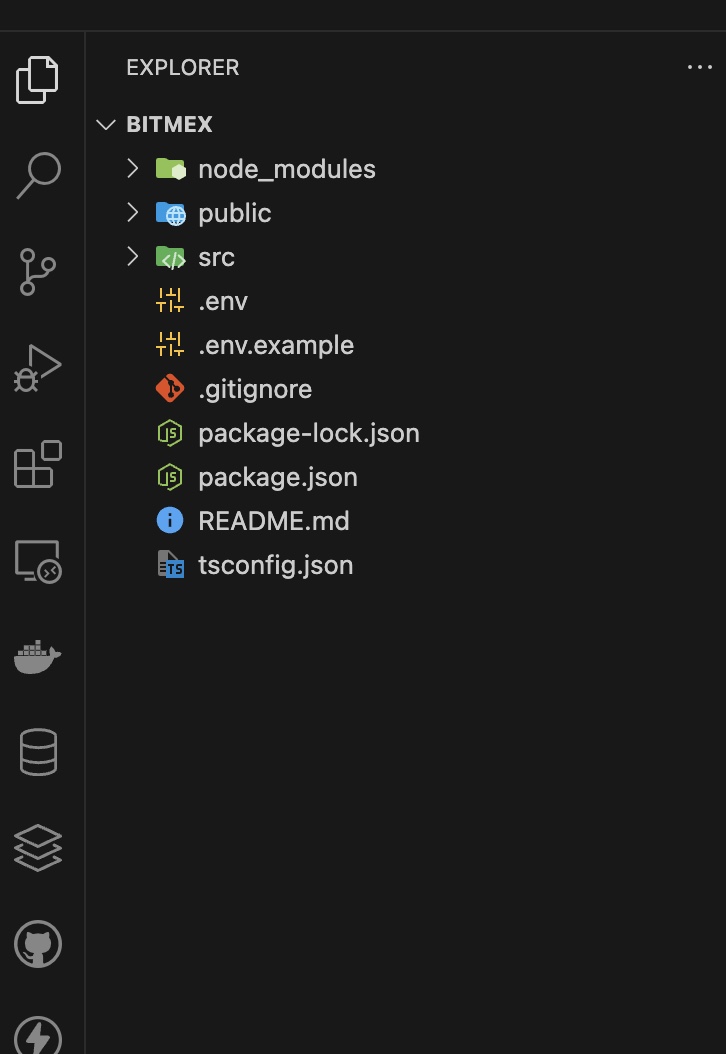 EXPLORER
BITMEX
node_modules
public
src
.env
.env.example
.gitignore
package-lock.json
package.json
README.md
tsconfig.json